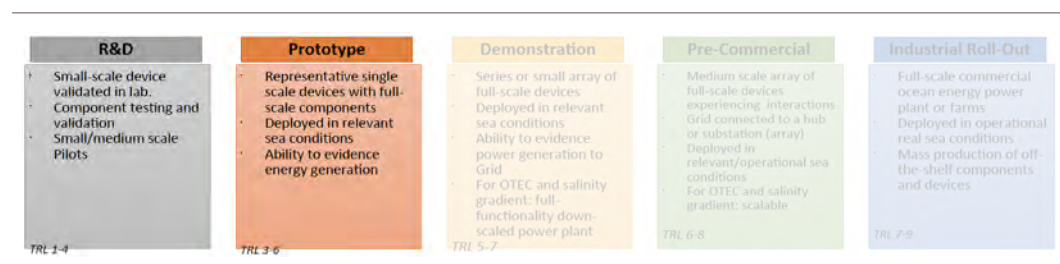 R&D
Small-scale device
validated in lab.
Component testing and
validation
Small/medium scale
Pilots
TRL 1-4
Prototype
Representative single
scale devices with full-
scale components
Deployed in relevant
sea conditions
Ability to evidence
energy generation
TRL 3-6
Demonstration
Series or small array of
full-scale devices
Deployed in relevant
sea conditions
Ability to evidence
power generation to
Grid
For OTEC and salinity
gradient: full-
functionality down-
scaled power plant
TRL 5-7
Pre-Commercial
Medium scale array of
full-scale devices
experiencing interactions
Grid connected to a hub
or substation (array)
Deployed in
relevant/operational sea
conditions
For OTEC and salinity
gradient: scalable
TRL 6-8
Industrial Roll-Out
Full-scale commercial
ocean energy power
plant or farms
Deployed in operational
real sea conditions
Mass production of off-
the-shelf components
and devices
TRL 7-9